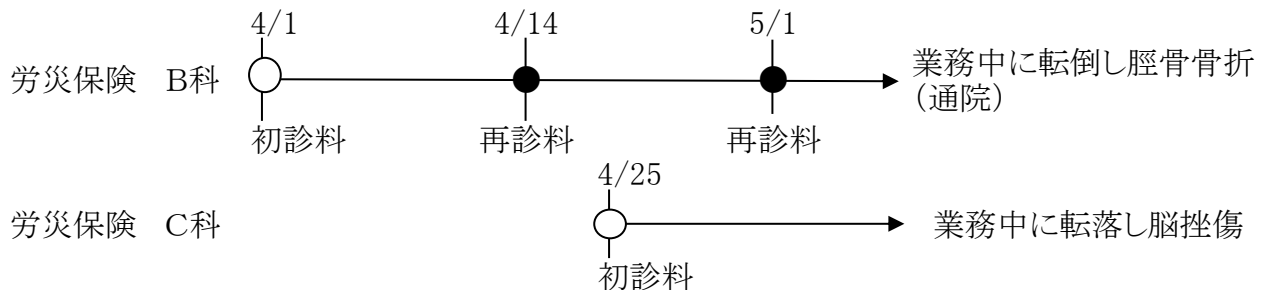 4/1 4/14 5/1
労災保険 B科
業務中に転倒し脛骨骨折
(通院)
初診料 再診料 再診料
4/25
労災保険 C科
業務中に転落し脳挫傷
初診料